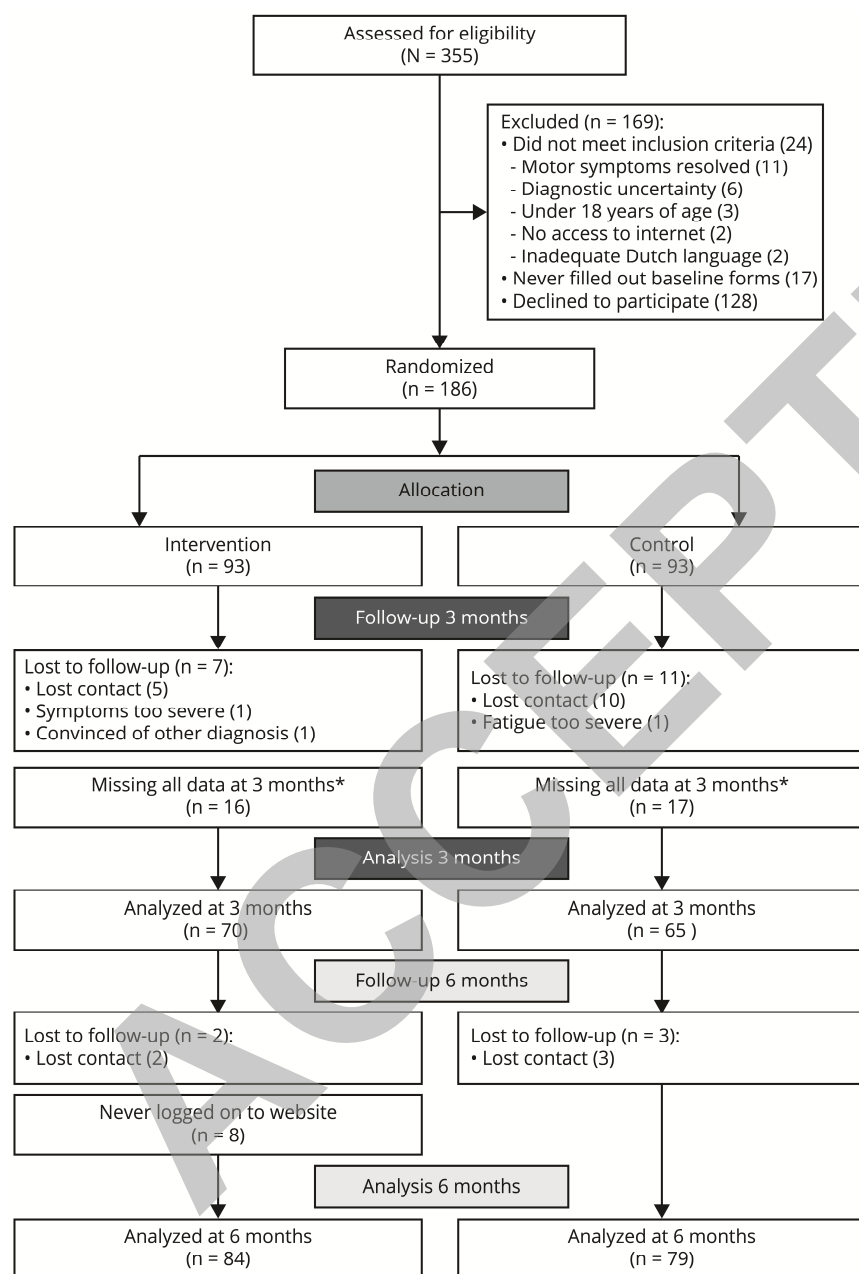 Assessed for eligibility
(N = 355)
Excluded (n = 169):
• Did not meet inclusion criteria (24)
- Motor symptoms resolved (11)
- Diagnostic uncertainty (6)
- Under 18 years of age (3)
- No access to internet (2)
- Inadequate Dutch language (2)
• Never filled out baseline forms (17)
• Declined to participate (128)
Randomized
(n = 186)
Allocation
Intervention
(n = 93)
Control
(n = 93)
Follow-up 3 months
Lost to follow-up (n = 7):
• Lost contact (5)
• Symptoms too severe (1)
• Convinced of other diagnosis (1)
Lost to follow-up (n = 11):
• Lost contact (10)
• Fatigue too severe (1)
Missing all data at 3 months*
(n = 16)
Missing all data at 3 months*
(n = 17)
Analysis 3 months
Analyzed at 3 months
(n = 70)
Analyzed at 3 months
(n = 65 )
Follow-up 6 months
Lost to follow-up (n = 2):
• Lost contact (2)
Lost to follow-up (n = 3):
• Lost contact (3)
Never logged on to website
(n = 8)
Analysis 6 months
Analyzed at 6 months
(n = 84)
Analyzed at 6 months
(n = 79)
ACCEPT